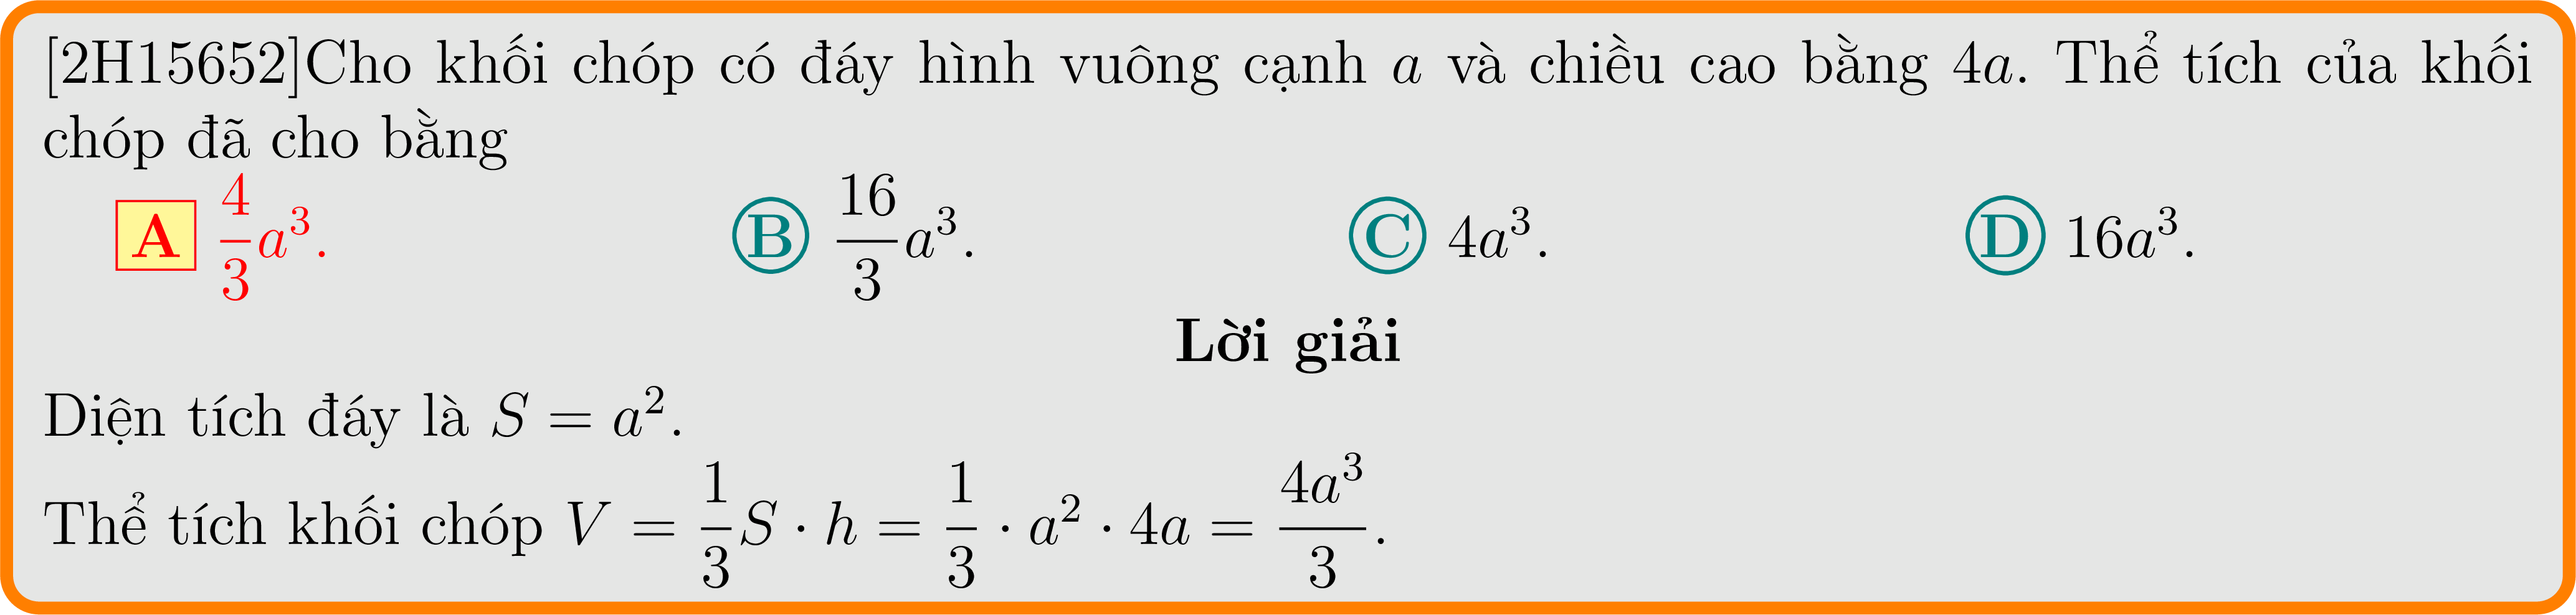 [2H15652]Cho khối chóp có đáy hình vuông cạnh a và chiều cao bằng 4a. Thể tích của khối
chóp đã cho bằng
A $\frac{4}{3}a^3$. B $\frac{16}{3}a^3$. C $4a^3$. D $16a^3$.
Lời giải
Diện tích đáy là $S = a^2$.
Thể tích khối chóp $V = \frac{1}{3}S \cdot h = \frac{1}{3} \cdot a^2 \cdot 4a = \frac{4a^3}{3}$.